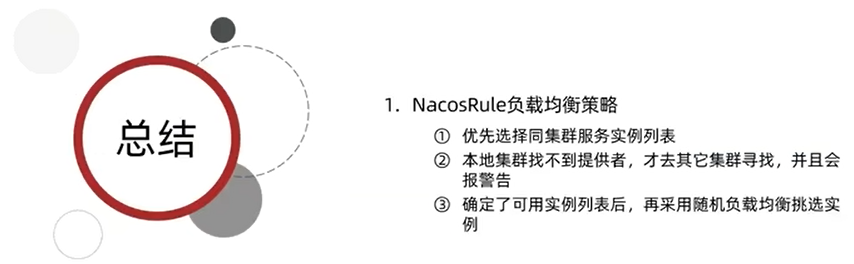 总结
1. NacosRule负载均衡策略
① 优先选择同集群服务实例列表
② 本地集群找不到提供者，才去其它集群寻找，并且会
报警告
③ 确定了可用实例列表后，再采用随机负载均衡挑选实
例